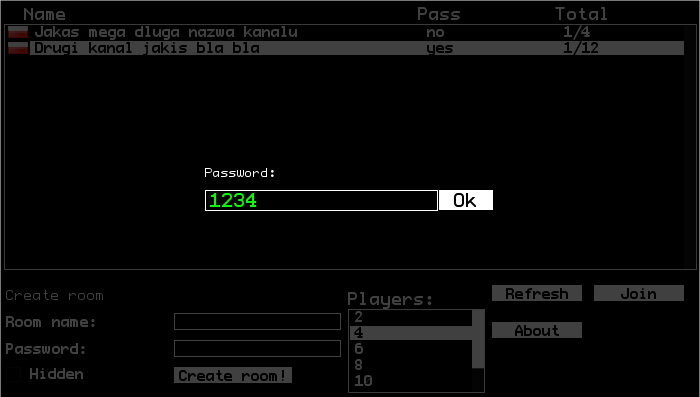 Name Pass Total
Jakas mega dluga nazwa kanalu no 1/4
Drugi kanal jakis bla bla yes 1/12
Password:
1234 Ok
Create room
Room name:
Password:
Hidden
Create room!
Players:
2
4
6
8
10
Refresh Join
About